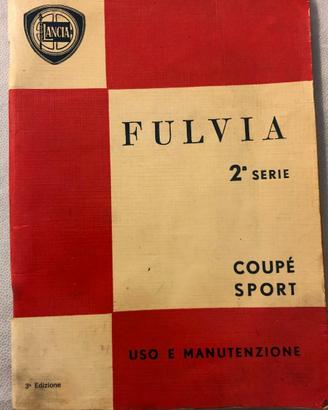 LANCIA
FULVIA
2ª SERIE
COUPÉ
SPORT
USO E MANUTENZIONE
3ª Edizione